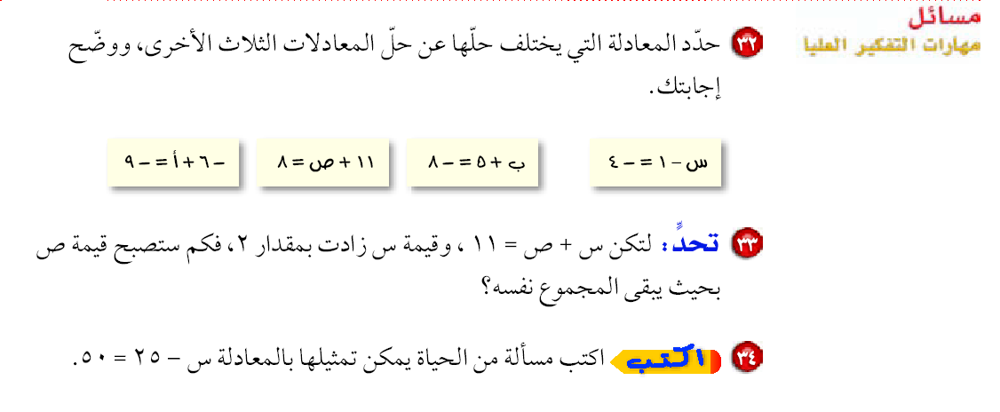 مسائل
مهارات التفكير العليا
٣٢ حدّد المعادلة التي يختلف حلّها عن حلّ المعادلات الثلاث الأخرى، ووضّح
إجابتك.
س – ١ = – ٤
ب + ٥ = – ٨
١١ + ص = ٨
– ٦ + أ = – ٩
٣٣ تحدٍّ: لتكن س + ص = ١١ ، وقيمة س زادت بمقدار ٢، فكم ستصبح قيمة ص
بحيث يبقى المجموع نفسه؟
٣٤ اكتب اكتب مسألة من الحياة يمكن تمثيلها بالمعادلة س – ٢٥ = ٥٠.